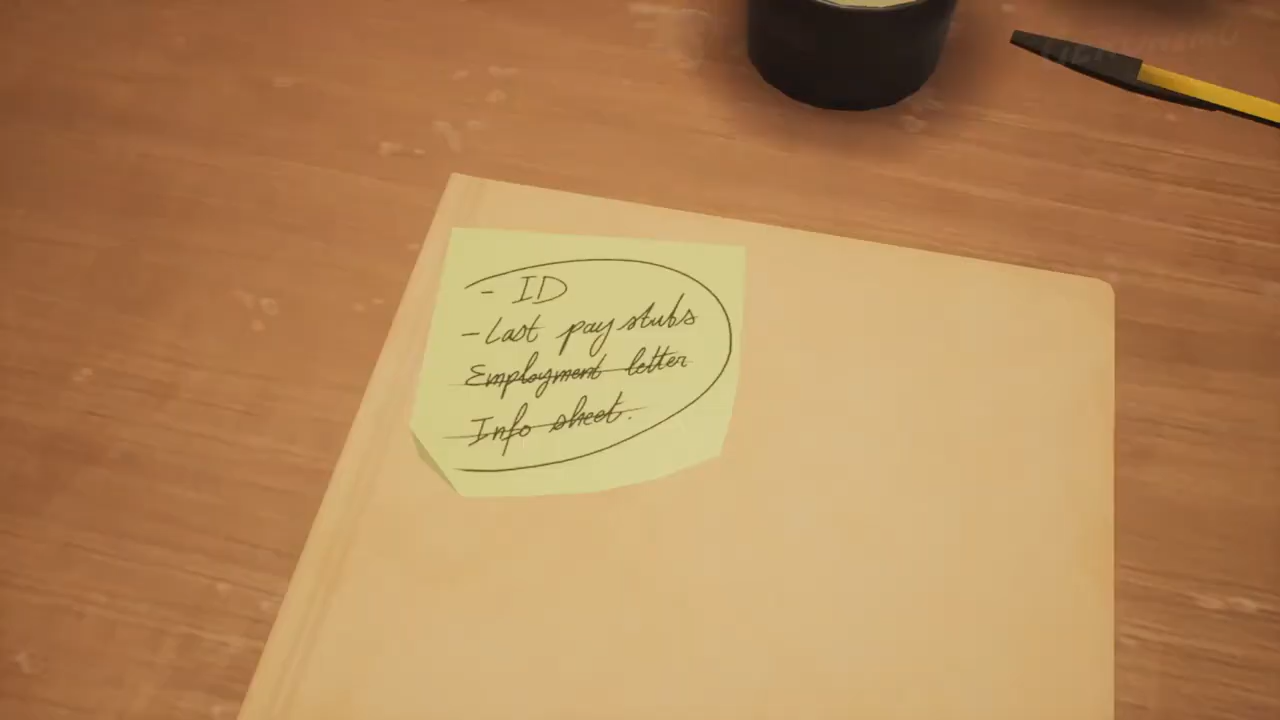 - ID
- Last pay stubs
Employment letter
Info sheet.